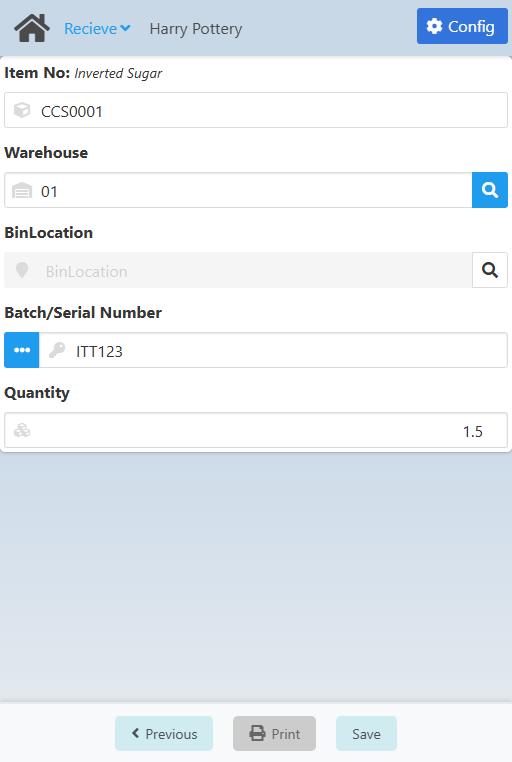 Recieve Harry Pottery Config
Item No: Inverted Sugar
CCS0001
Warehouse
01
BinLocation
BinLocation
Batch/Serial Number
ITT123
Quantity
1.5
Previous Print Save